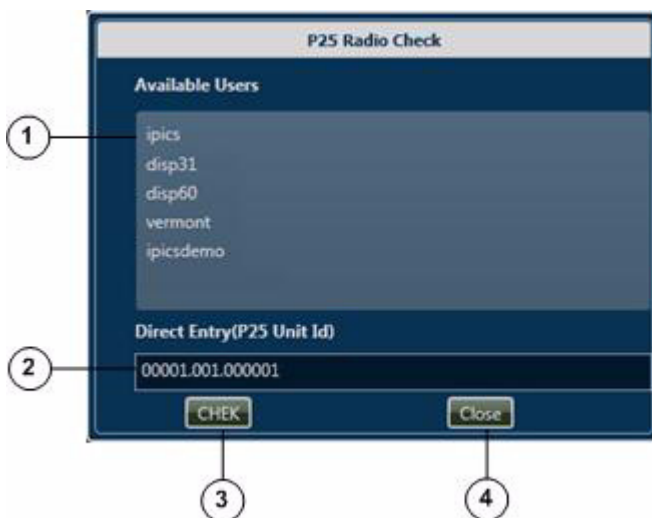 P25 Radio Check
Available Users
1
ipics
disp31
disp60
vermont
ipicsdemo
Direct Entry(P25 Unit Id)
2
00001.001.000001
CHEK
Close
3
4